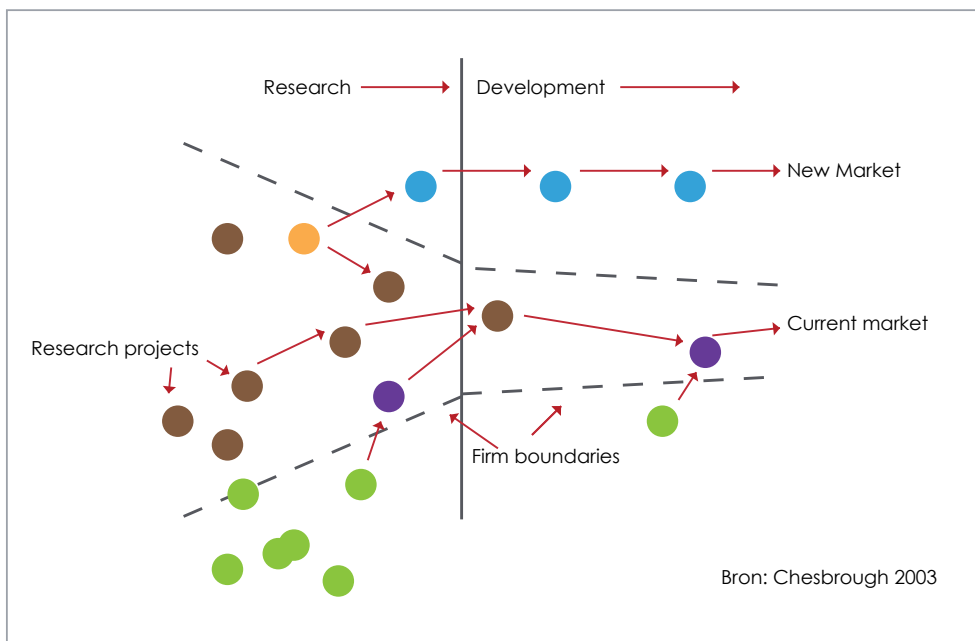 Research
Development
New Market
Current market
Research projects
Firm boundaries
Bron: Chesbrough 2003